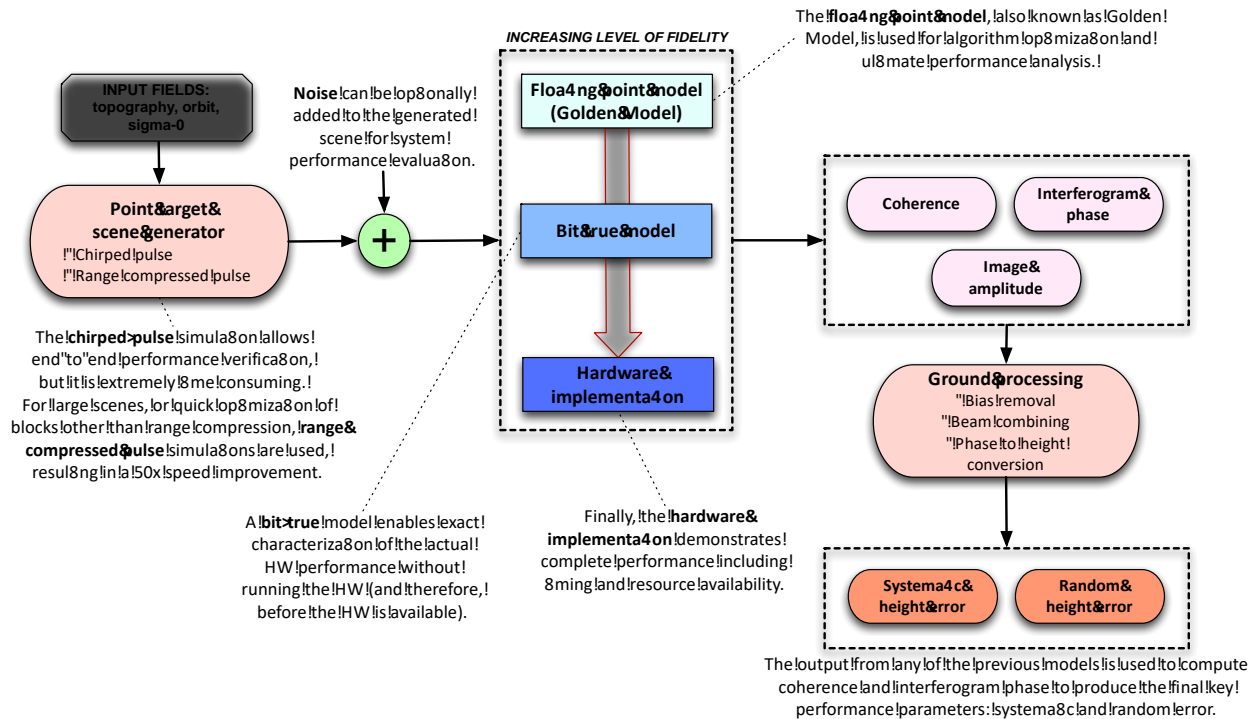 INPUT FIELDS:
topography, orbit,
sigma-0
Point&target&
scene&generator
!"!Chirped!pulse
!"!Range!compressed!pulse
The!chirped>pulse!simula8on!allows!
end"to"end!performance!verifica8on,!
but!it!is!extremely!8me!consuming.!
For!large!scenes,!or!quick!op8miza8on!of!
blocks!other!than!range!compression,!range&
compressed&pulse!simula8ons!are!used,!
resul8ng!in!a!50x!speed!improvement.
Noise!can!be!op8onally!
added!to!the!generated!
scene!for!system!
performance!evalua8on.
+
INCREASING LEVEL OF FIDELITY
Floa4ng&point&model
(Golden&Model)
Bit&true&model
Hardware&
implementa4on
The!floa4ng&point&model,!also!known!as!Golden!
Model,!is!used!for!algorithm!op8miza8on!and!
ul8mate!performance!analysis.!
A!bit>true!model!enables!exact!
characteriza8on!of!the!actual!
HW!performance!without!
running!the!HW!(and!therefore,!
before!the!HW!is!available).
Finally,!the!hardware&
implementa4on!demonstrates!
complete!performance!including!
8ming!and!resource!availability.
Coherence
Interferogram&
phase
Image&
amplitude
Ground&processing
"!Bias!removal
"!Beam!combining
"!Phase!to!height!
conversion
Systema4c&
height&error
Random&
height&error
The!output!from!any!of!the!previous!models!is!used!to!compute
coherence!and!interferogram!phase!to!produce!the!final!key!
performance!parameters:!systema8c!and!random!error.